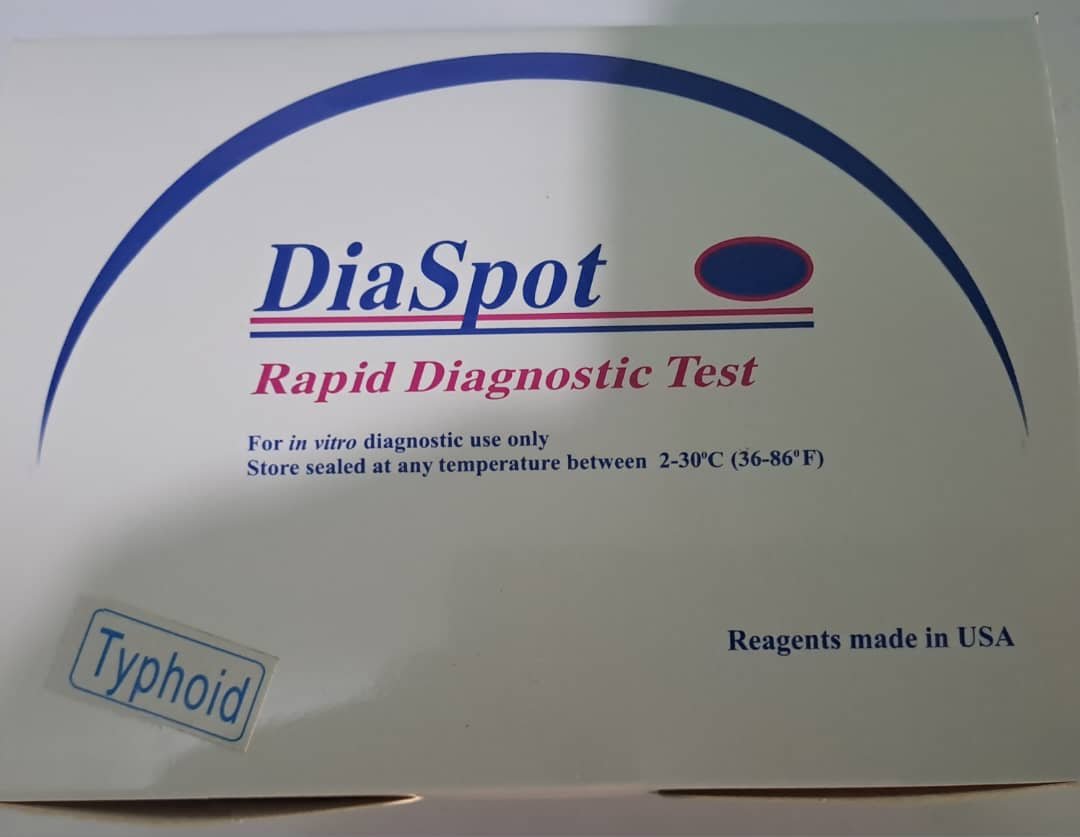 DiaSpot
Rapid Diagnostic Test
For in vitro diagnostic use only
Store sealed at any temperature between 2-30ºC (36-86ºF)
Typhoid
Reagents made in USA